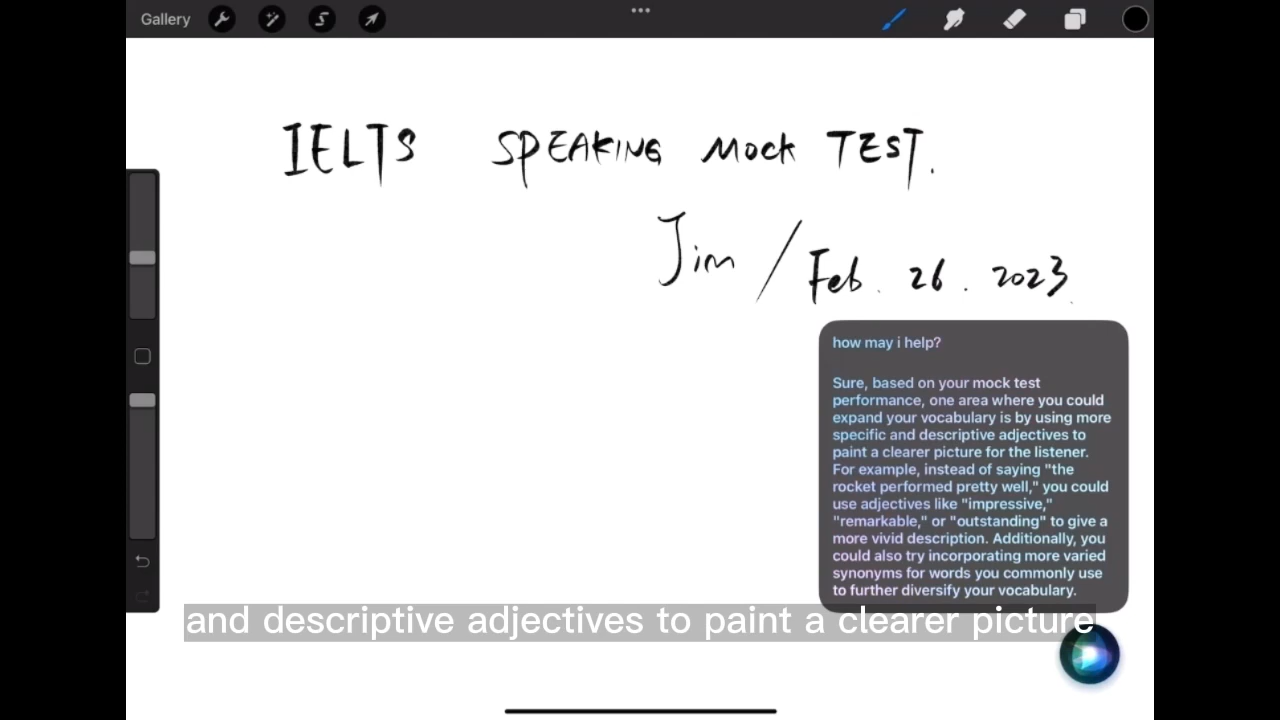 Gallery
IELTS SPEAKING MOCK TEST.
Jim / Feb. 26. 2023.
how may i help?
Sure, based on your mock test
performance, one area where you could
expand your vocabulary is by using more
specific and descriptive adjectives to
paint a clearer picture for the listener.
For example, instead of saying "the
rocket performed pretty well," you could
use adjectives like "impressive,"
"remarkable," or "outstanding" to give a
more vivid description. Additionally, you
could also try incorporating more varied
synonyms for words you commonly use
to further diversify your vocabulary.
and descriptive adjectives to paint a clearer picture